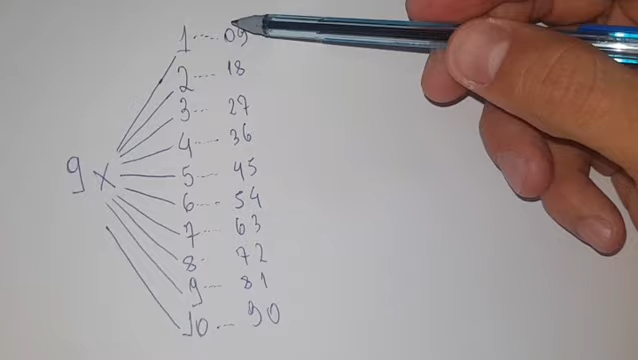 1 .... 09
2 .... 18
3 .... 27
4 .... 36
9 x 5 .... 45
6 .... 54
7 .... 63
8 . 72
9 ... 81
10 ... 90